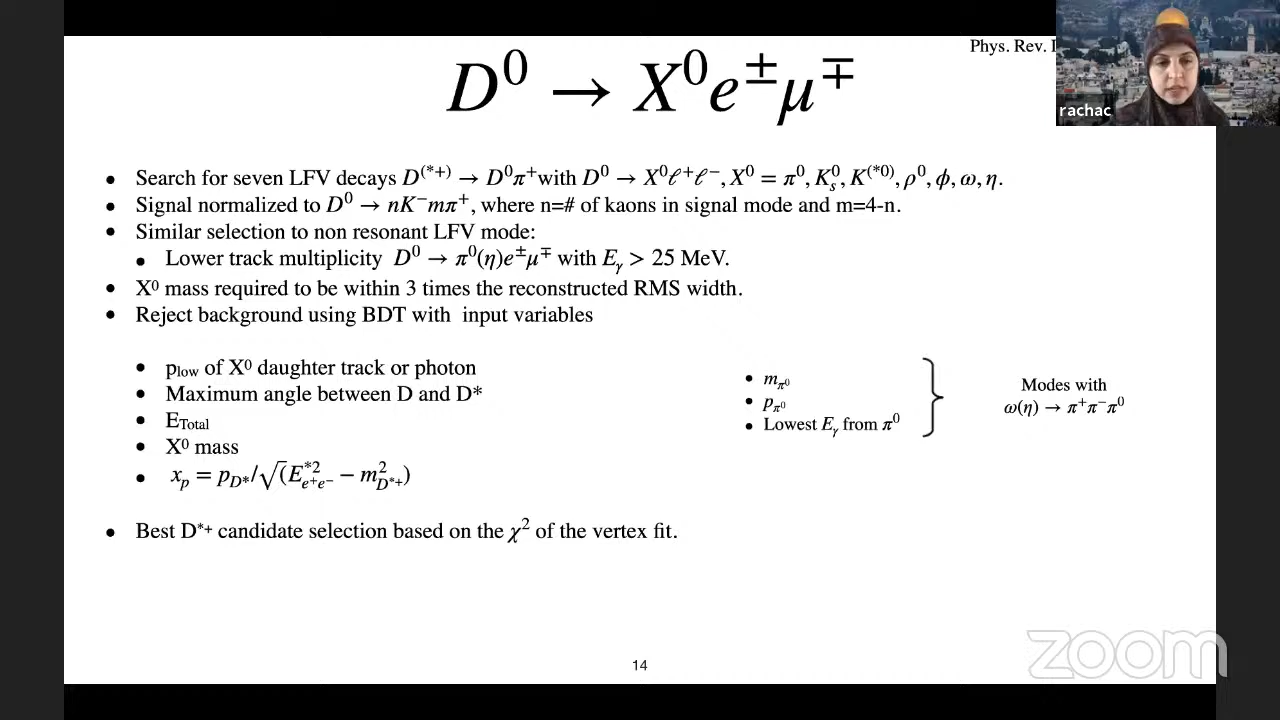 Phys. Rev.
rachac
D⁰ → X⁰e^±μ^∓
• Search for seven LFV decays D^(*+) → D⁰π⁺with D⁰ → X⁰ℓ⁺ℓ⁻, X⁰ = π⁰, K_s⁰, K^(*0), ρ⁰, ϕ, ω, η.
• Signal normalized to D⁰ → nK⁻mπ⁺, where n=# of kaons in signal mode and m=4-n.
• Similar selection to non resonant LFV mode:
• Lower track multiplicity D⁰ → π⁰(η)e^±μ^∓ with E_γ > 25 MeV.
• X⁰ mass required to be within 3 times the reconstructed RMS width.
• Reject background using BDT with input variables
• p_low of X⁰ daughter track or photon
• Maximum angle between D and D*
• E_Total
• X⁰ mass
• x_p = p_D*/√(E^*2_e⁺e⁻ − m²_D*⁺)
• m_π⁰
• p_π⁰
• Lowest E_γ from π⁰
Modes with
ω(η) → π⁺π⁻π⁰
• Best D*⁺ candidate selection based on the χ² of the vertex fit.
14
zoom